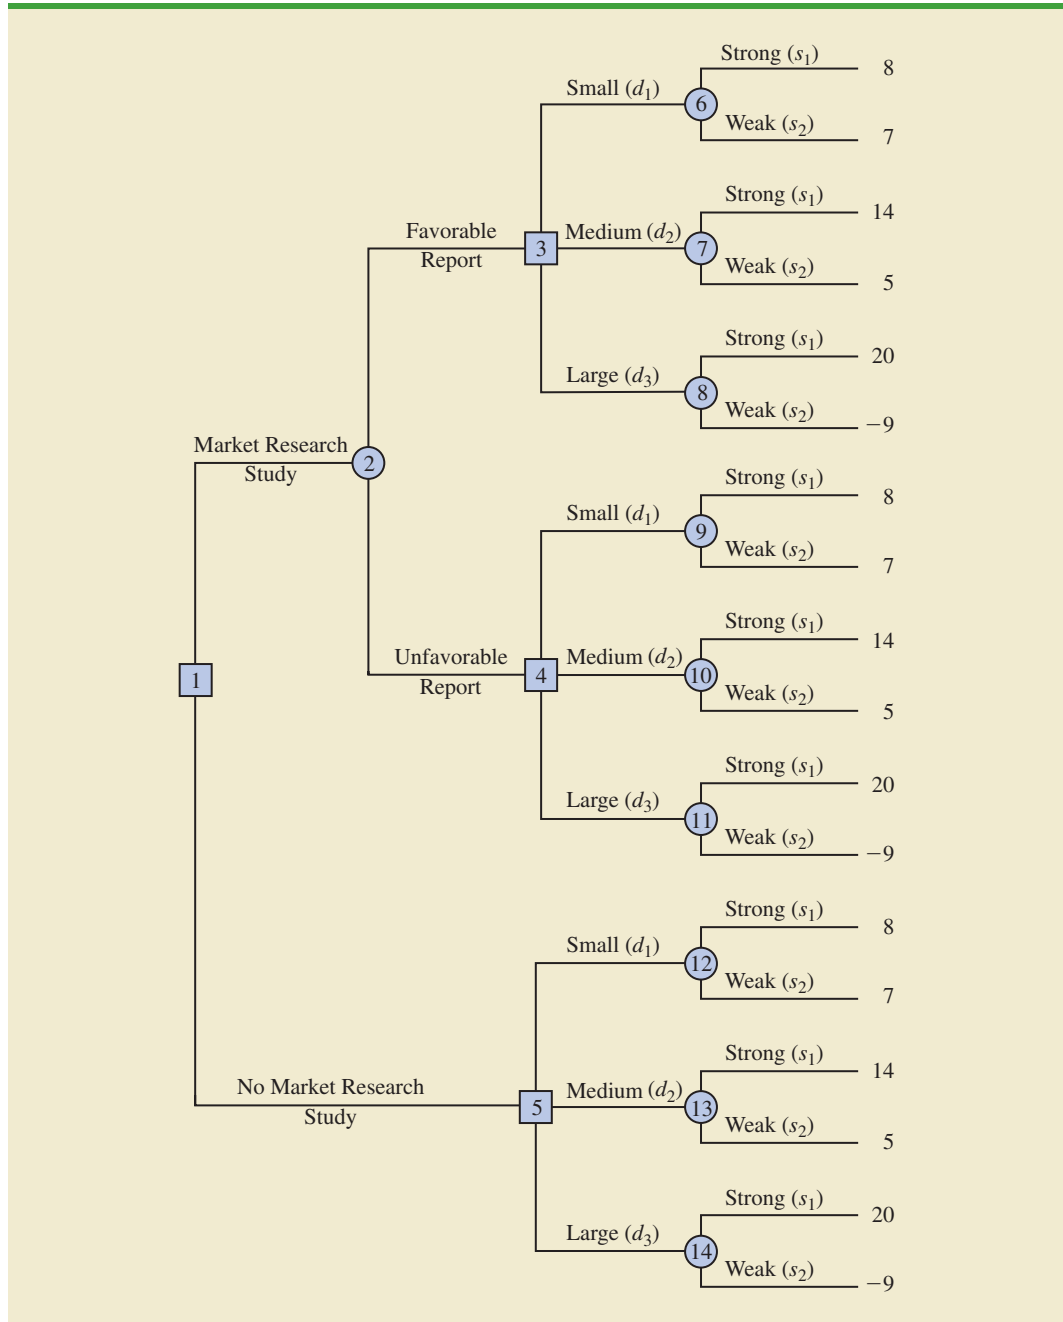 Strong (s1) 8
Small (d1) 6
Weak (s2) 7
Strong (s1) 14
Favorable
Report
3 Medium (d2) 7
Weak (s2) 5
Strong (s1) 20
Large (d3) 8
Weak (s2) −9
Market Research
Study
2
Strong (s1) 8
Small (d1) 9
Weak (s2) 7
Strong (s1) 14
Unfavorable
Report
4 Medium (d2) 10
Weak (s2) 5
1
Strong (s1) 20
Large (d3) 11
Weak (s2) −9
Strong (s1) 8
Small (d1) 12
Weak (s2) 7
Strong (s1) 14
No Market Research
Study
5 Medium (d2) 13
Weak (s2) 5
Strong (s1) 20
Large (d3) 14
Weak (s2) −9